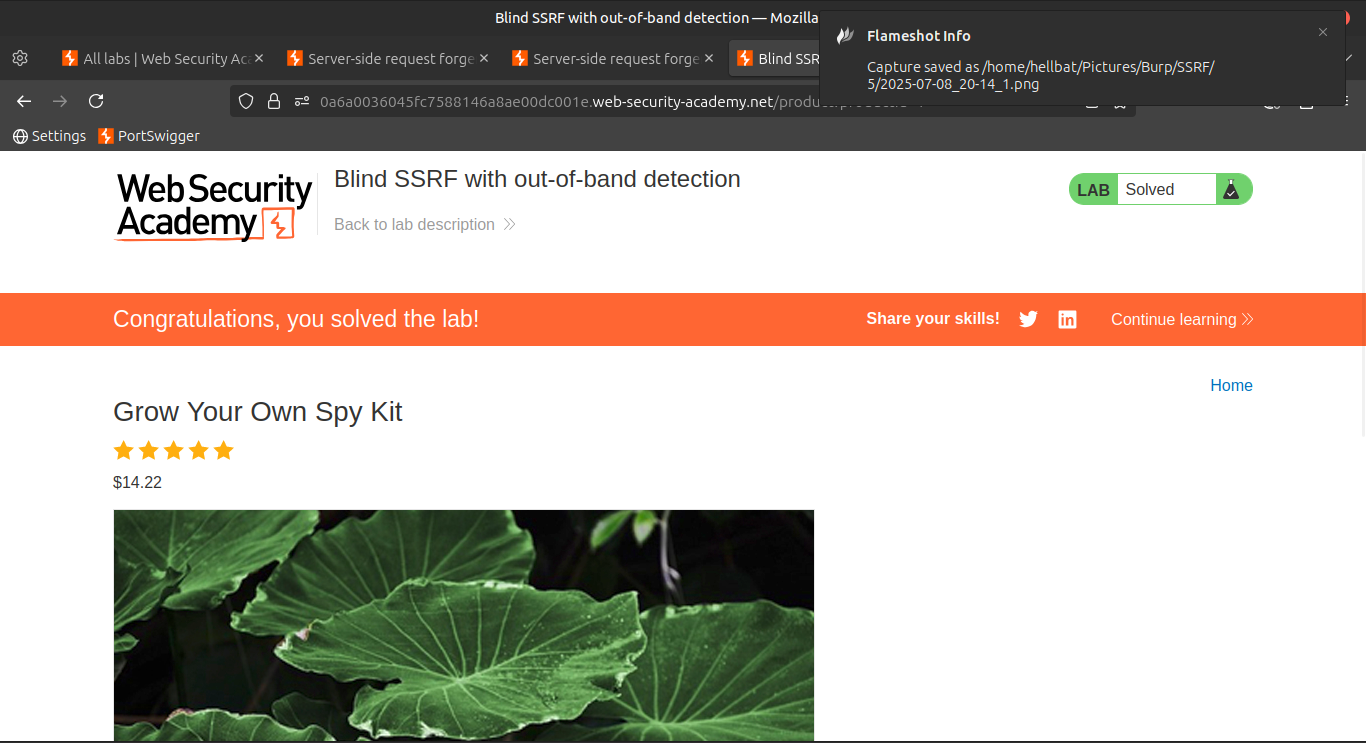 Blind SSRF with out-of-band detection — Mozilla
Flameshot Info
Capture saved as /home/hellbat/Pictures/Burp/SSRF/
5/2025-07-08_20-14_1.png
All labs | Web Security Ac
Server-side request forge
Server-side request forge
Blind SSR
0a6a0036045fc7588146a8ae00dc001e.web-security-academy.net/product
Settings
PortSwigger
Web Security
Academy
Blind SSRF with out-of-band detection
Back to lab description
LAB Solved
Congratulations, you solved the lab!
Share your skills!
Continue learning
Home
Grow Your Own Spy Kit
$14.22